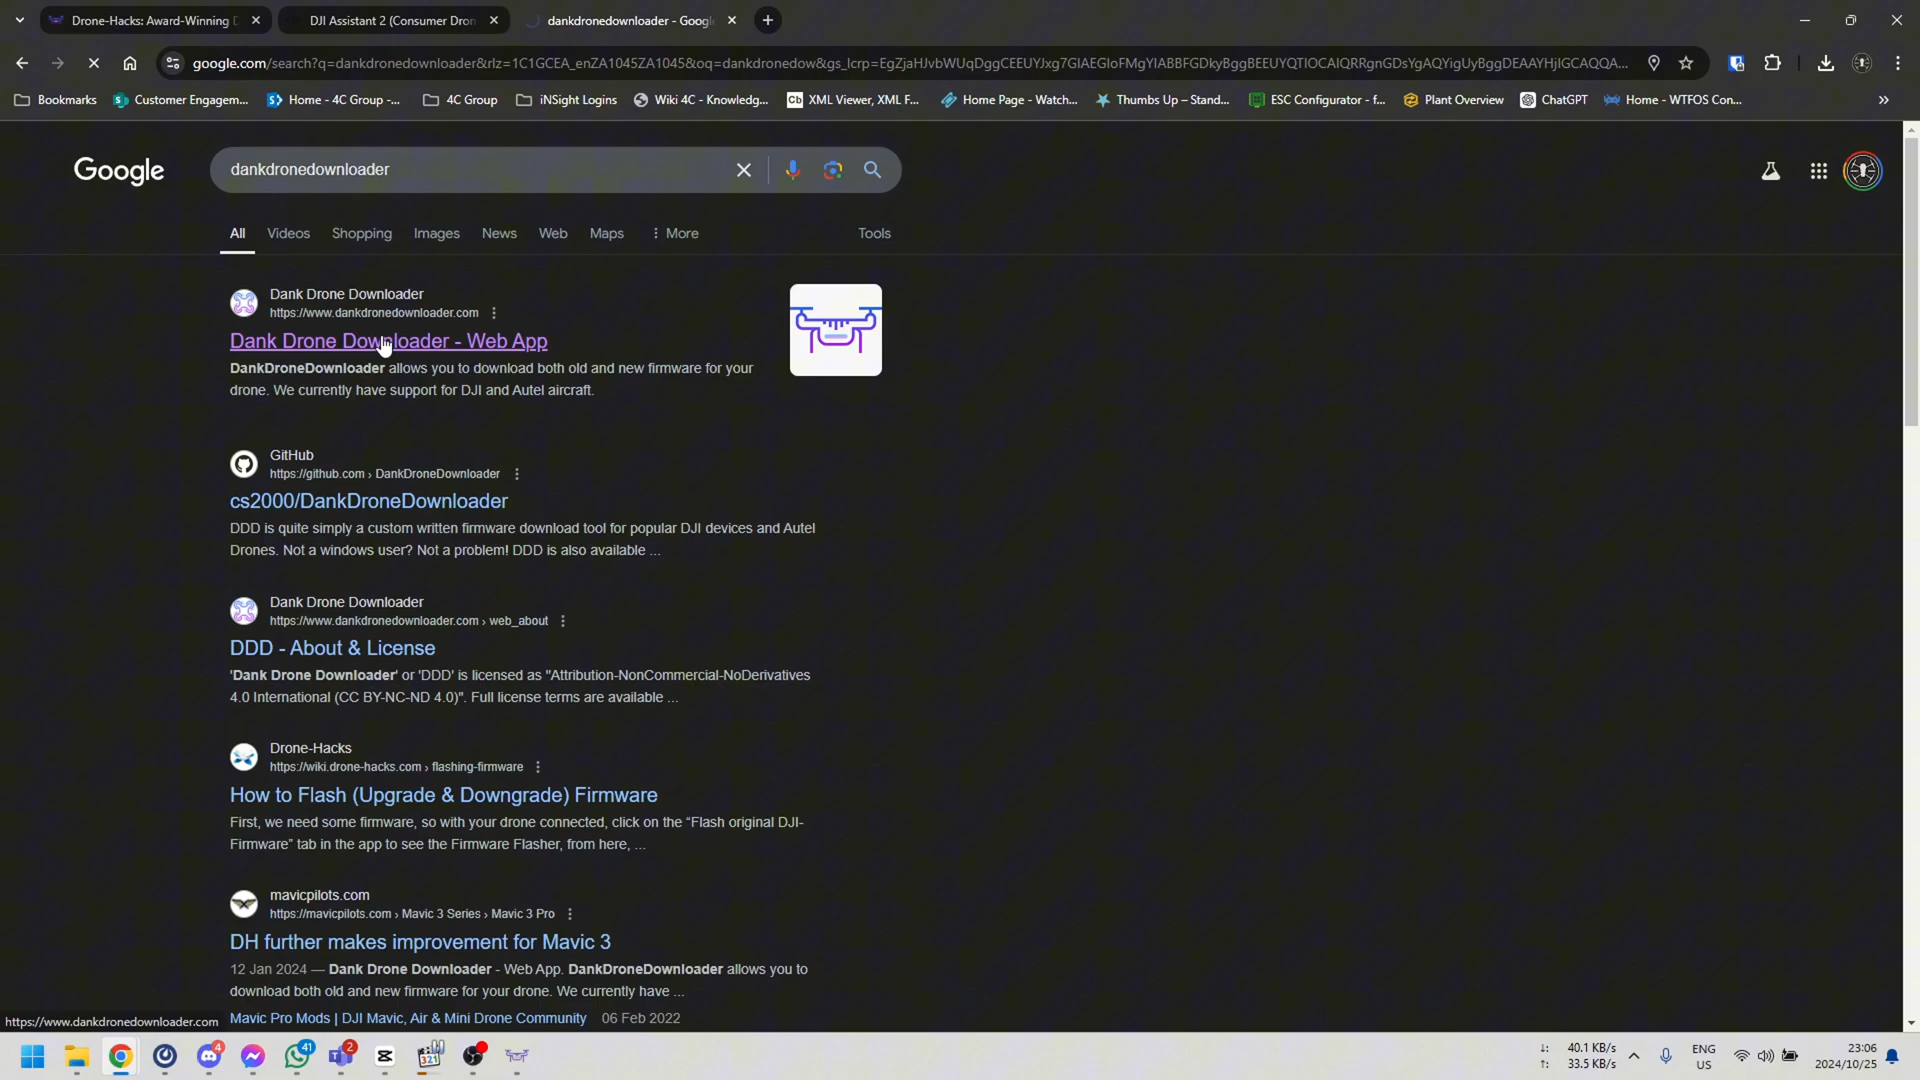 Drone-Hacks: Award-Winning D
DJI Assistant 2 (Consumer Dron
dankdronedownloader - Googl
google.com/search?q=dankdronedownloader&rlz=1C1GCEA_enZA1045ZA1045&oq=dankdronedow&gs_lcrp=EgZjaHJvbWUqDggCEEUYJxg7GIAEGIoFMgYIABBFGDkyBggBEEUYQTIOCAIQRRgnGDsYgAQYigUyBggDEAAYHjIGCAQQA...
Bookmarks
Customer Engagem...
Home - 4C Group -...
4C Group
iNSight Logins
Wiki 4C - Knowledg...
XML Viewer, XML F...
Home Page - Watch...
Thumbs Up – Stand...
ESC Configurator - f...
Plant Overview
ChatGPT
Home - WTFOS Con...
Google
dankdronedownloader
All
Videos
Shopping
Images
News
Web
Maps
More
Tools
Dank Drone Downloader
https://www.dankdronedownloader.com
Dank Drone Downloader - Web App
DankDroneDownloader allows you to download both old and new firmware for your
drone. We currently have support for DJI and Autel aircraft.
GitHub
https://github.com › DankDroneDownloader
cs2000/DankDroneDownloader
DDD is quite simply a custom written firmware download tool for popular DJI devices and Autel
Drones. Not a windows user? Not a problem! DDD is also available ...
Dank Drone Downloader
https://www.dankdronedownloader.com › web_about
DDD - About & License
'Dank Drone Downloader' or 'DDD' is licensed as "Attribution-NonCommercial-NoDerivatives
4.0 International (CC BY-NC-ND 4.0)". Full license terms are available ...
Drone-Hacks
https://wiki.drone-hacks.com › flashing-firmware
How to Flash (Upgrade & Downgrade) Firmware
First, we need some firmware, so with your drone connected, click on the “Flash original DJI-
Firmware” tab in the app to see the Firmware Flasher, from here, ...
mavicpilots.com
https://mavicpilots.com › Mavic 3 Series › Mavic 3 Pro
DH further makes improvement for Mavic 3
12 Jan 2024 — Dank Drone Downloader - Web App. DankDroneDownloader allows you to
download both old and new firmware for your drone. We currently have ...
Mavic Pro Mods | DJI Mavic, Air & Mini Drone Community 06 Feb 2022
https://www.dankdronedownloader.com
4
41
2
321
40.1 KB/s
33.5 KB/s
ENG
US
23:06
2024/10/25